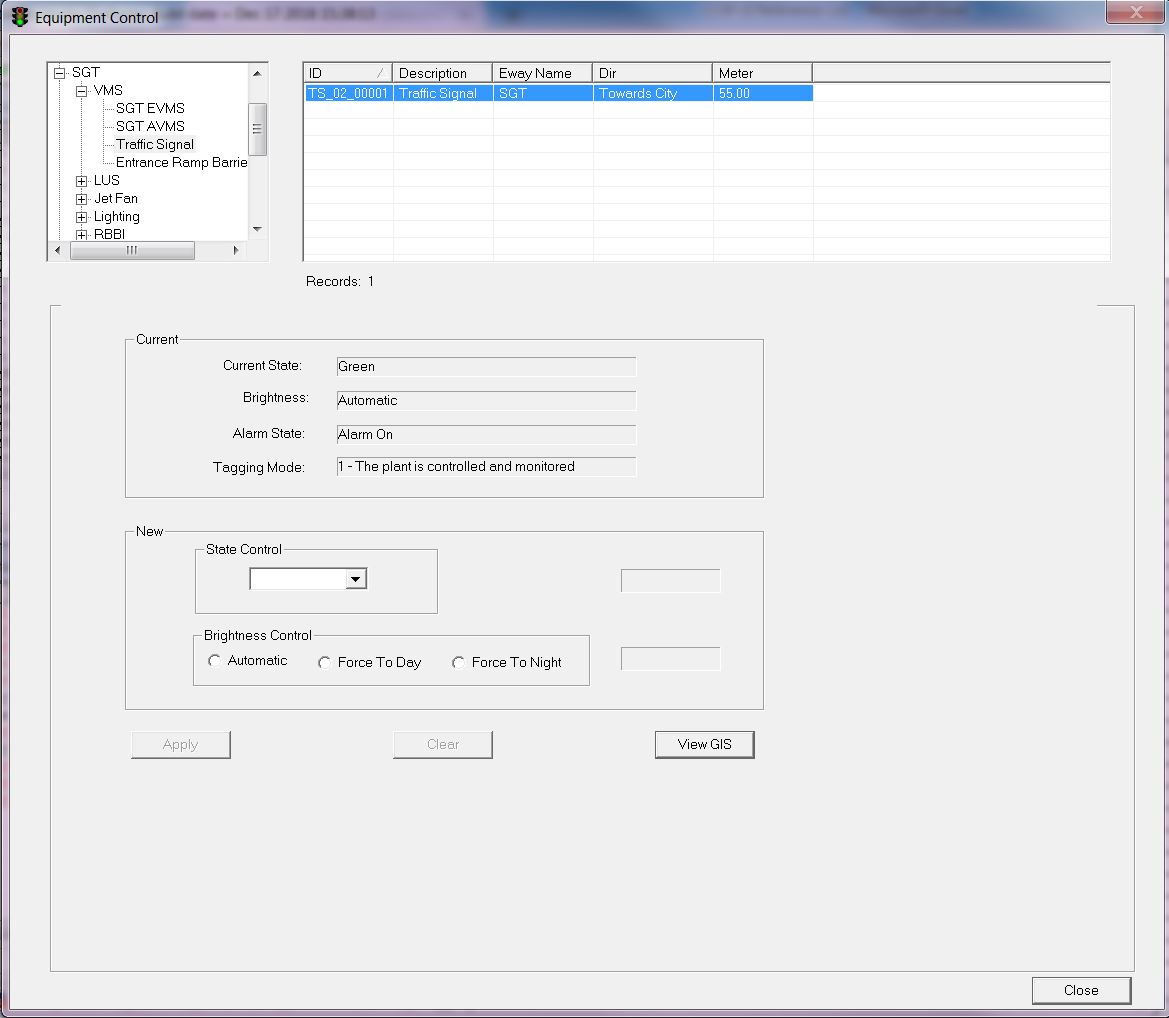 Equipment Control
SGT
VMS
SGT EVMS
SGT AVMS
Traffic Signal
Entrance Ramp Barrie
LUS
Jet Fan
Lighting
RBBI
ID Description Eway Name Dir Meter
TS_02_00001 Traffic Signal SGT Towards City 55.00
Records: 1
Current
Current State: Green
Brightness: Automatic
Alarm State: Alarm On
Tagging Mode: 1 - The plant is controlled and monitored
New
State Control
Brightness Control
Automatic Force To Day Force To Night
Apply Clear View GIS
Close